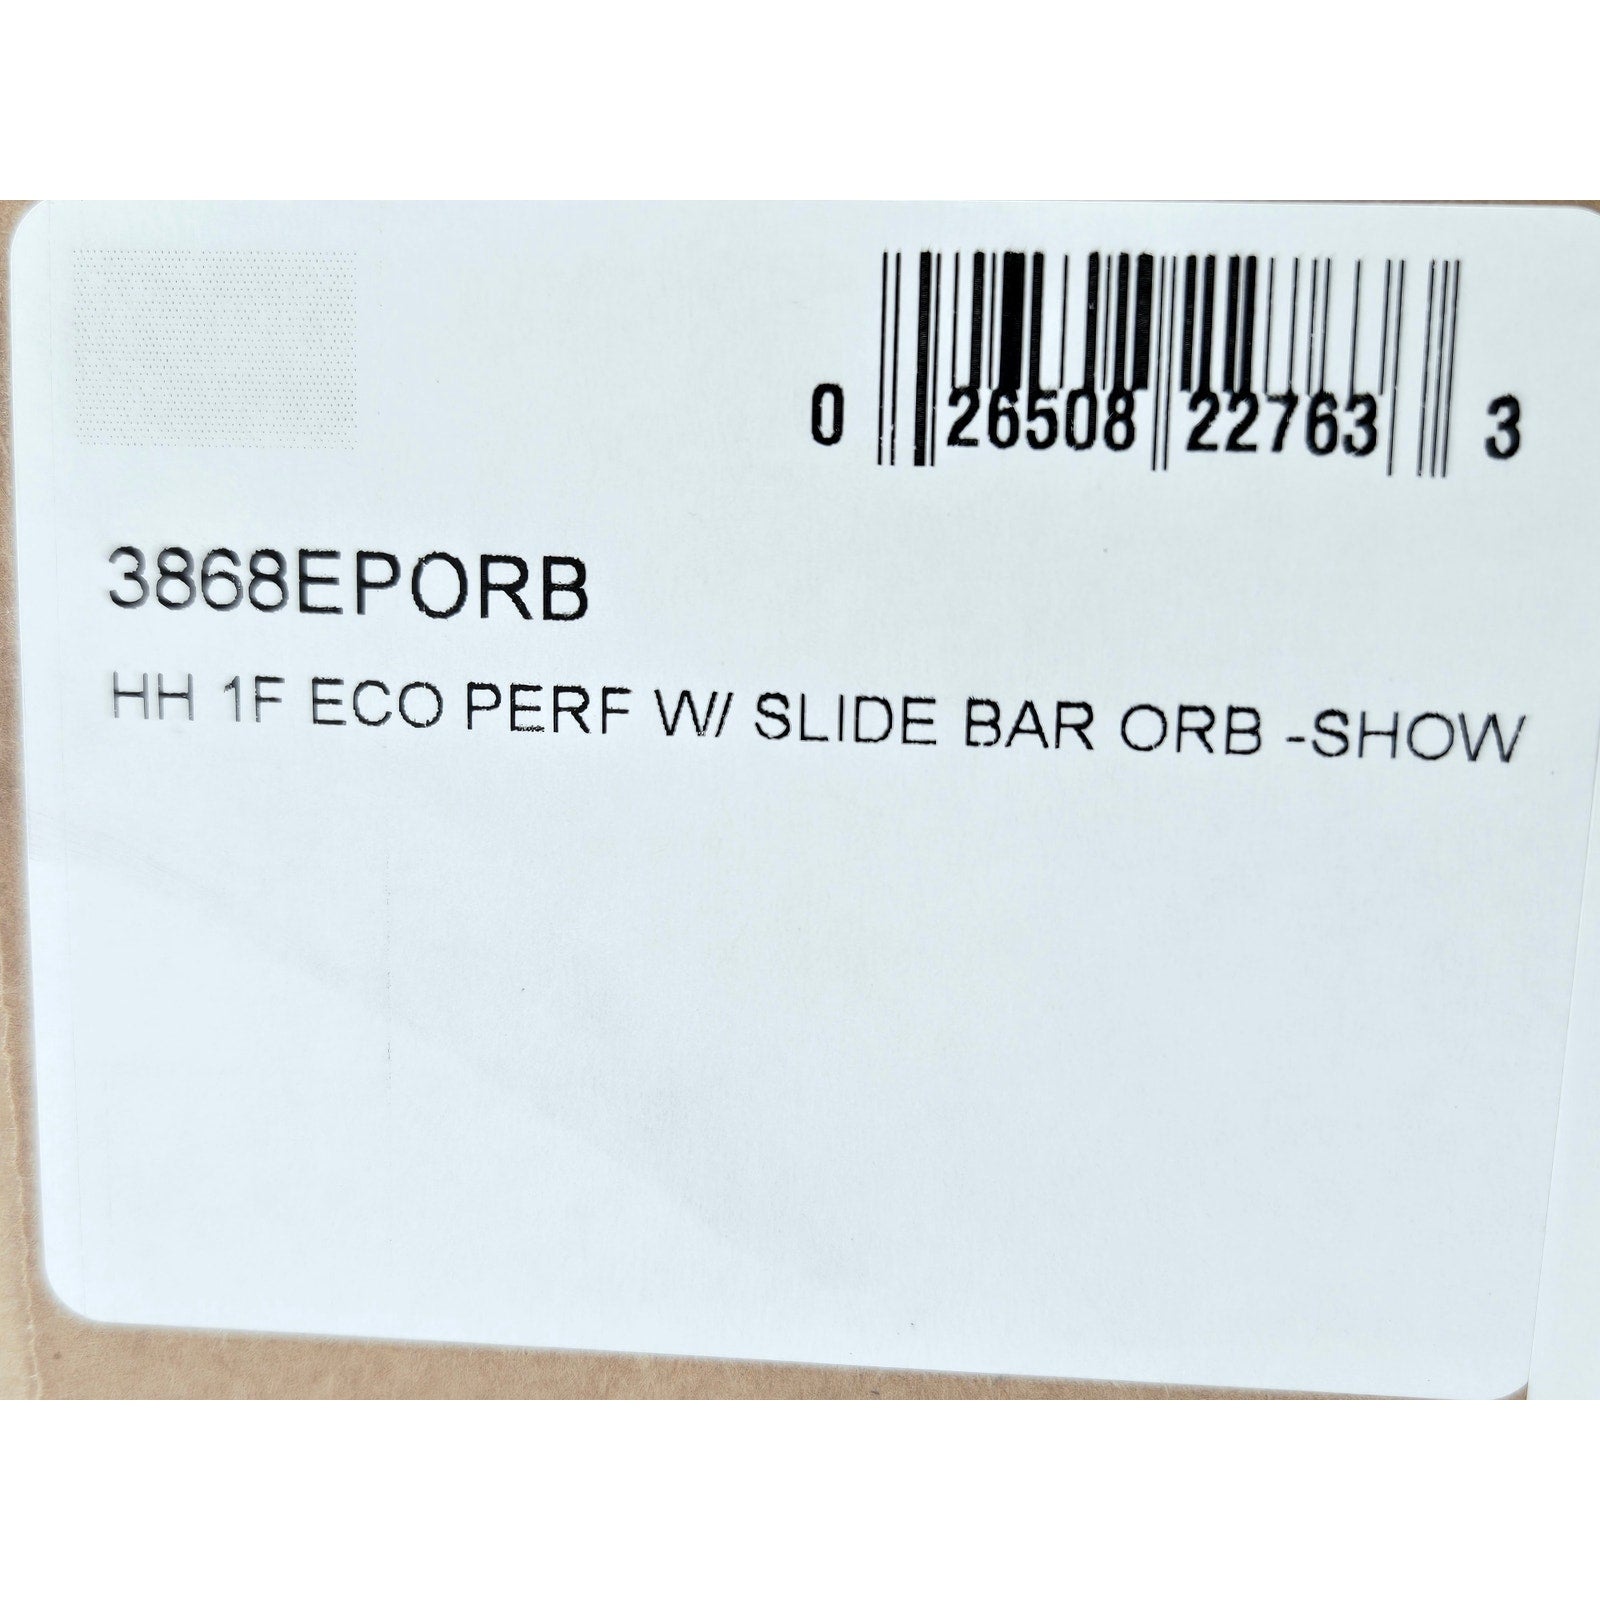 0 26508 22763 3
3868EPORB
HH 1F ECO PERF W/ SLIDE BAR ORB -SHOW